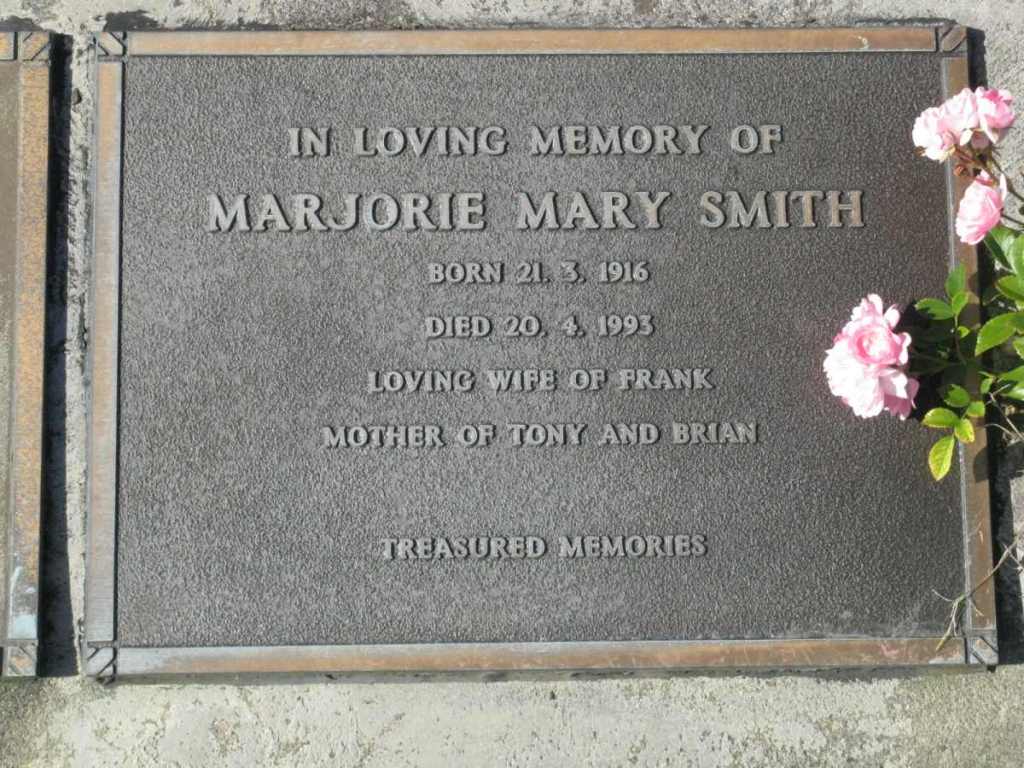 IN LOVING MEMORY OF
MARJORIE MARY SMITH
BORN 21. 3. 1916
DIED 20. 4. 1993
LOVING WIFE OF FRANK
MOTHER OF TONY AND BRIAN
TREASURED MEMORIES